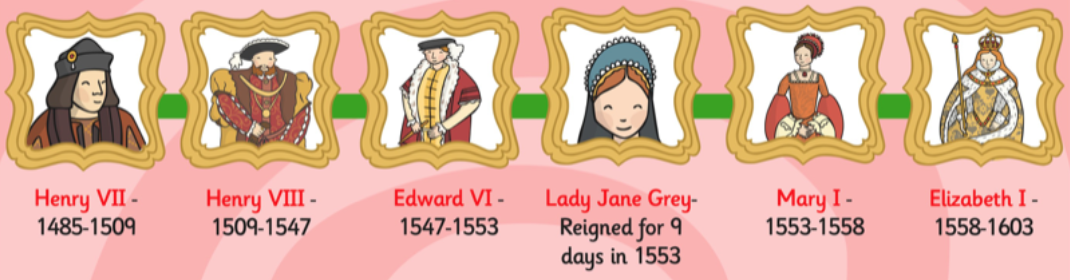 Henry VII -
1485-1509
Henry VIII -
1509-1547
Edward VI -
1547-1553
Lady Jane Grey-
Reigned for 9
days in 1553
Mary I -
1553-1558
Elizabeth I -
1558-1603